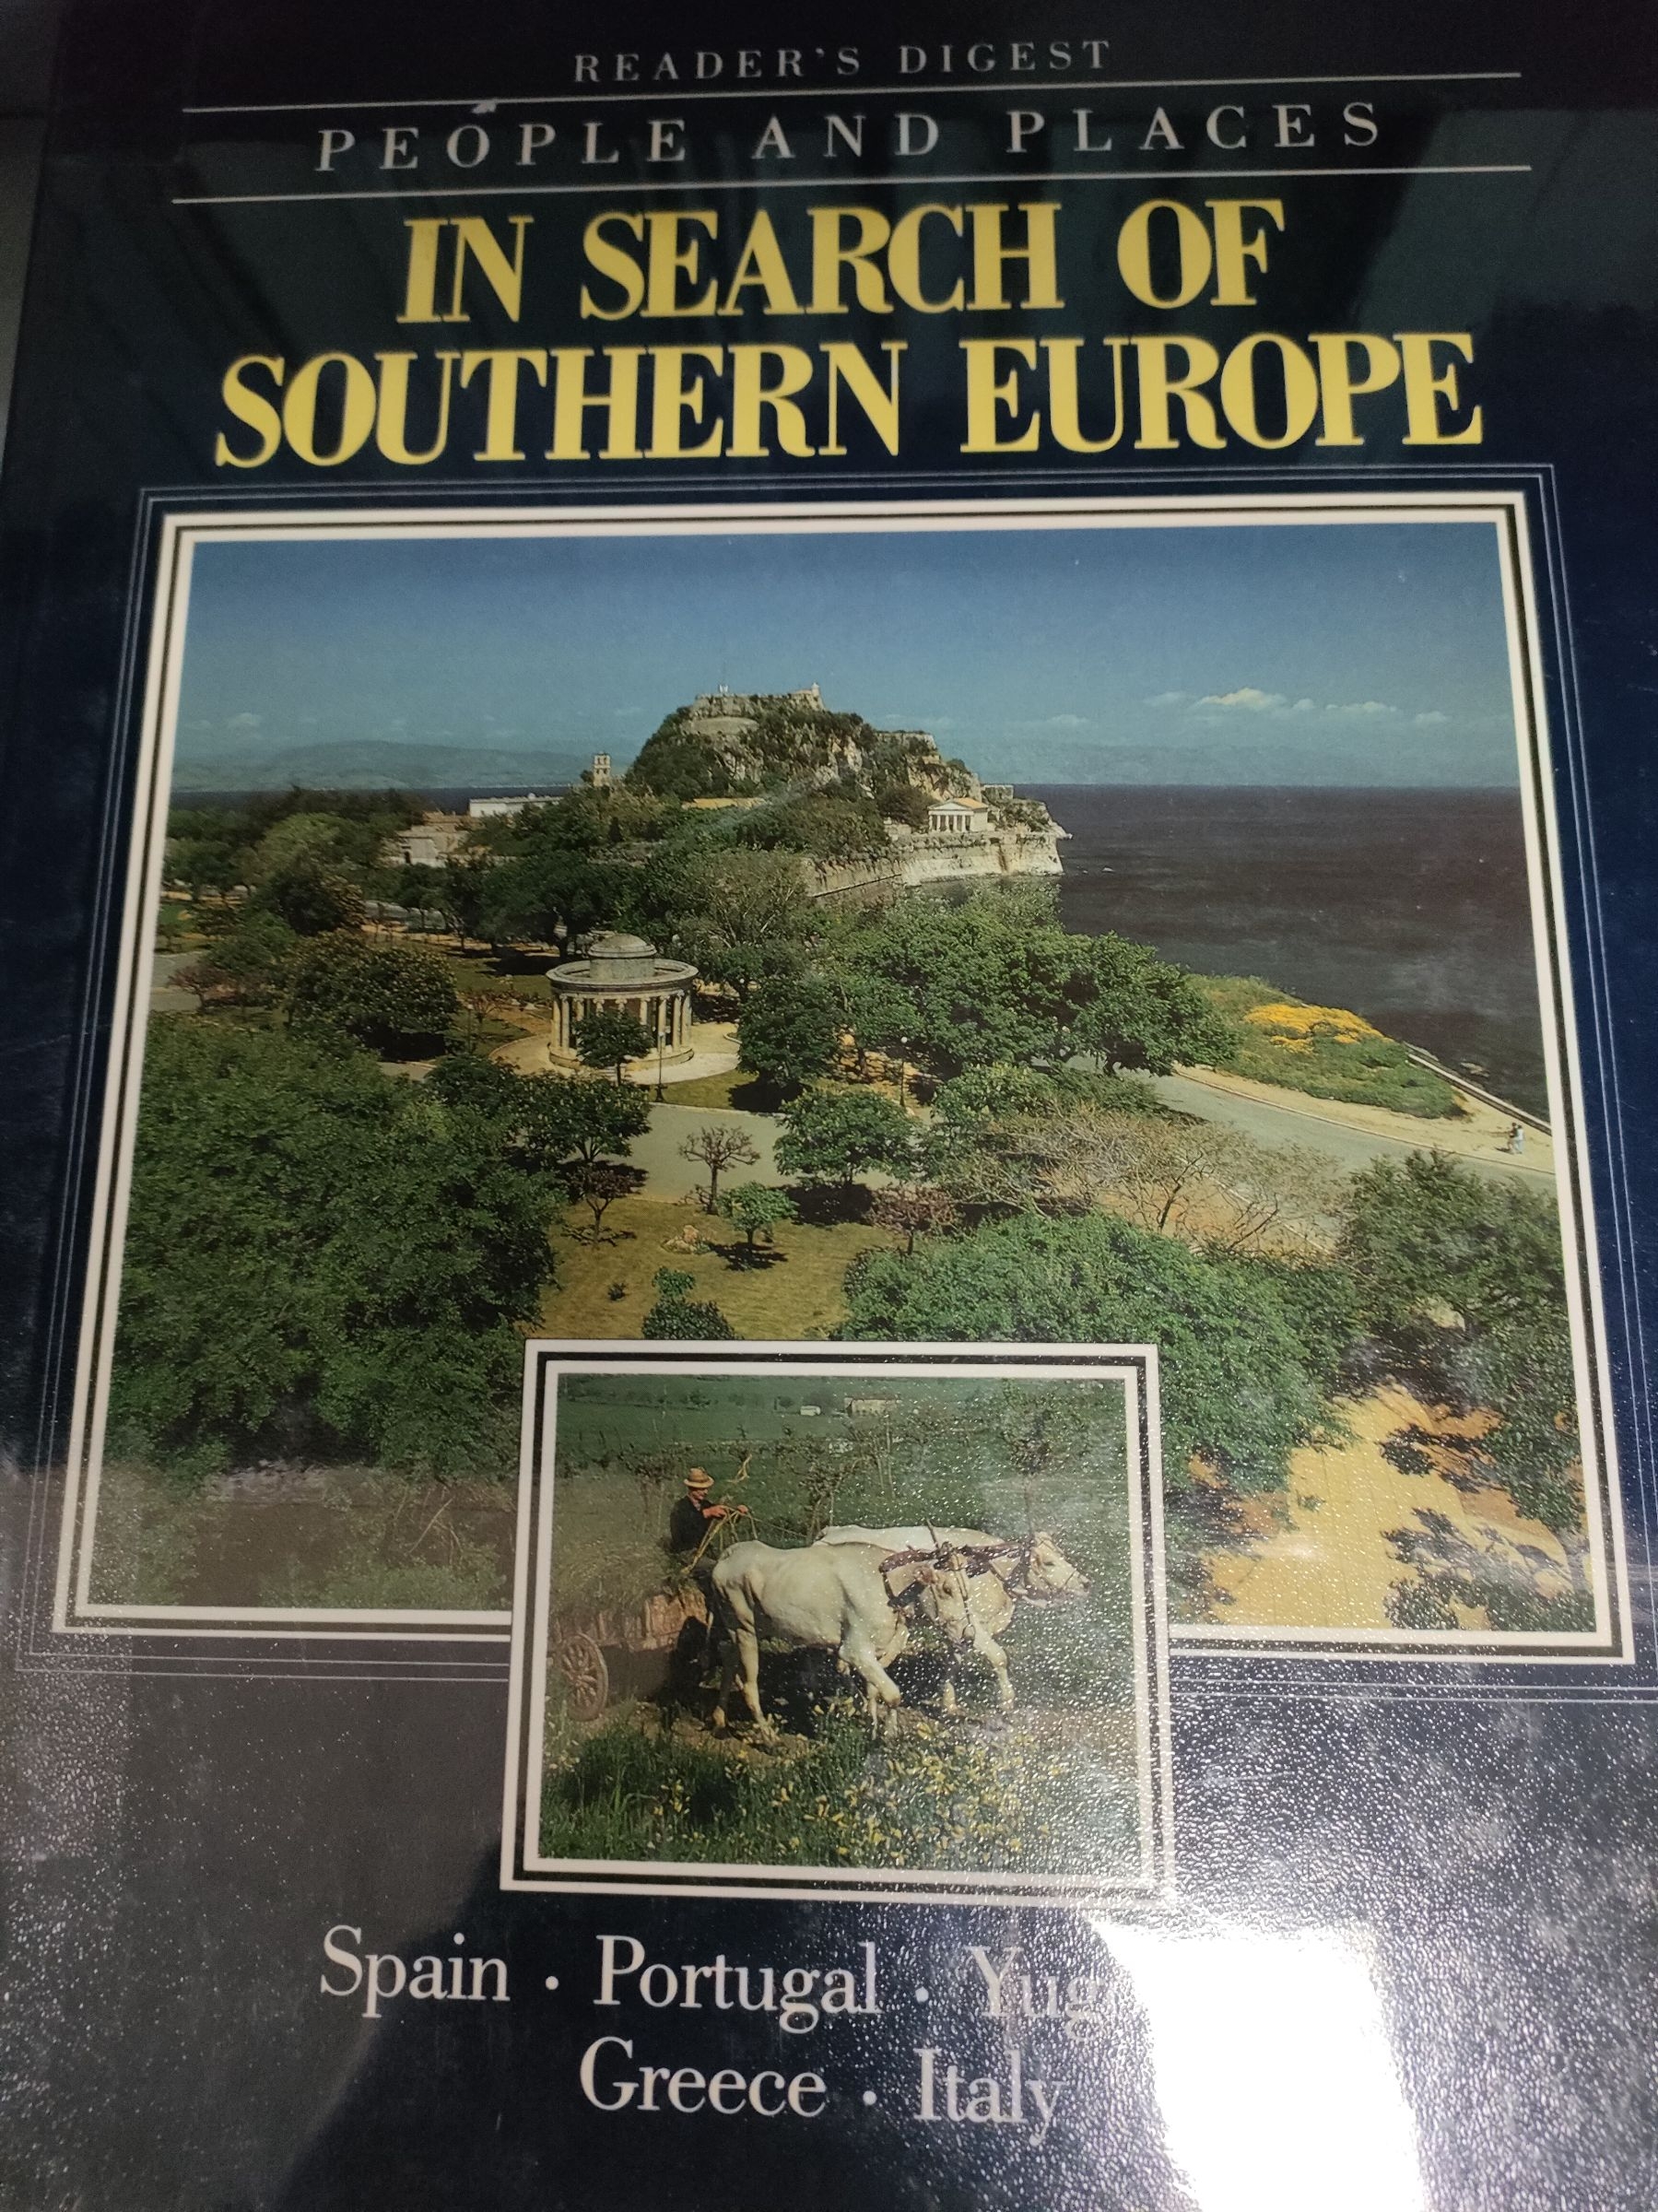 READER'S DIGEST
PEOPLE AND PLACES
IN SEARCH OF
SOUTHERN EUROPE
Spain · Portugal ·
Greece · Italy